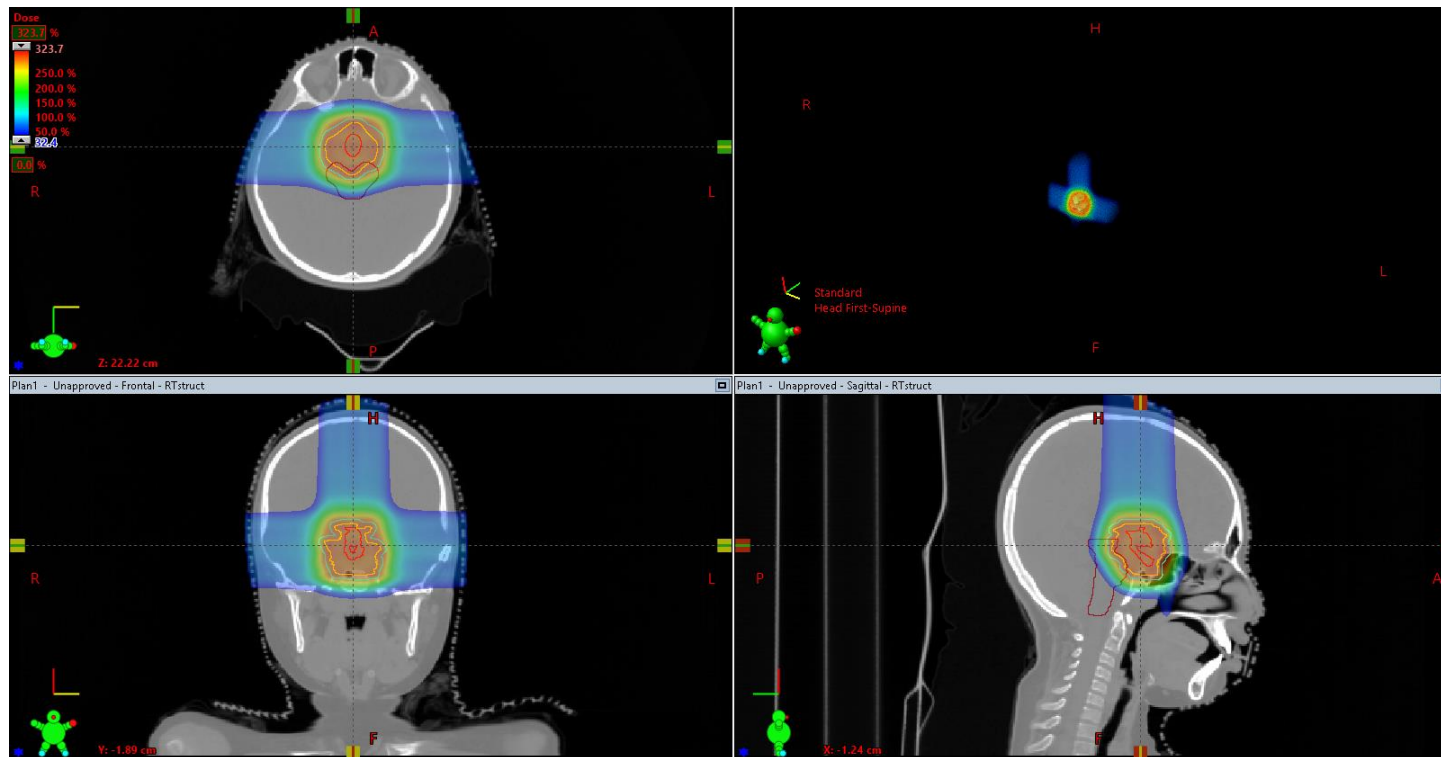 Dose
323.7 %
323.7
250.0 %
200.0 %
150.0 %
100.0 %
50.0 %
32.4
0.0 %
A
R
L
P
Z: 22.22 cm
H
R
L
F
Standard
Head First-Supine
Plan1 - Unapproved - Frontal - RTstruct
H
R
L
F
Y: -1.89 cm
Plan1 - Unapproved - Sagittal - RTstruct
H
P
A
F
X: -1.24 cm